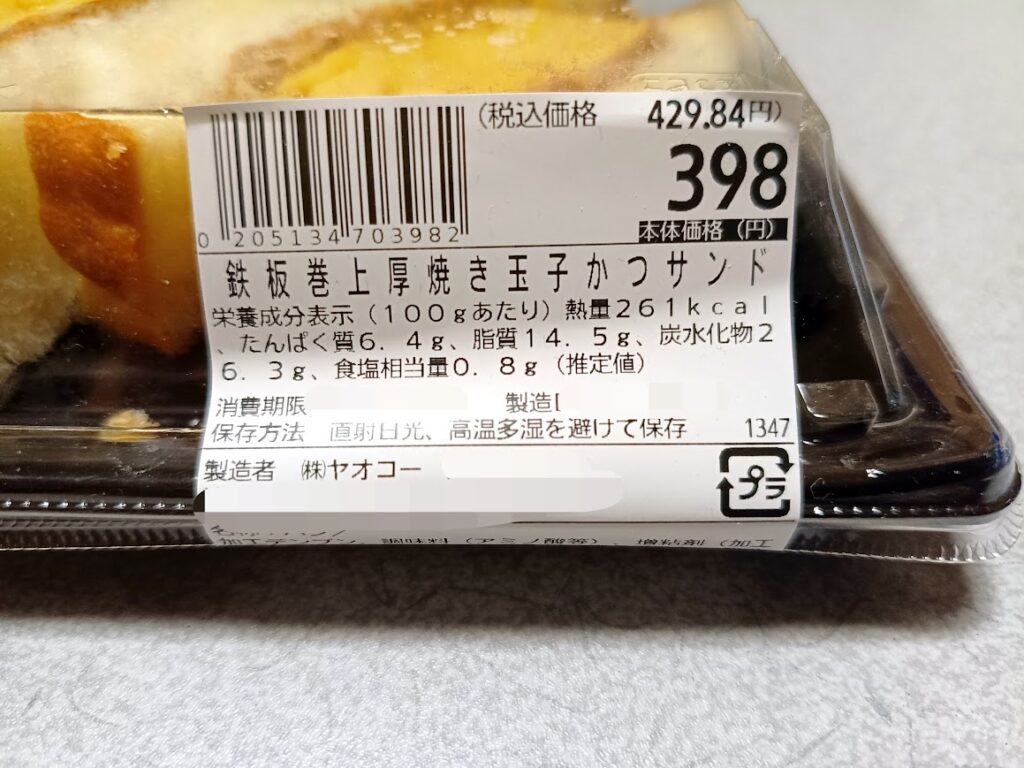 (税込価格 429.84円)
398
本体価格(円)
0 205134 703982
鉄板巻上厚焼き玉子かつサンド
栄養成分表示(100gあたり)熱量261kcal
、たんぱく質6.4g、脂質14.5g、炭水化物2
6.3g、食塩相当量0.8g(推定値)
消費期限 製造
保存方法 直射日光、高温多湿を避けて保存 1347
製造者 ㈱ヤオコー
プラ
加工デンプン、調味料(アミノ酸等)、増粘剤(加工